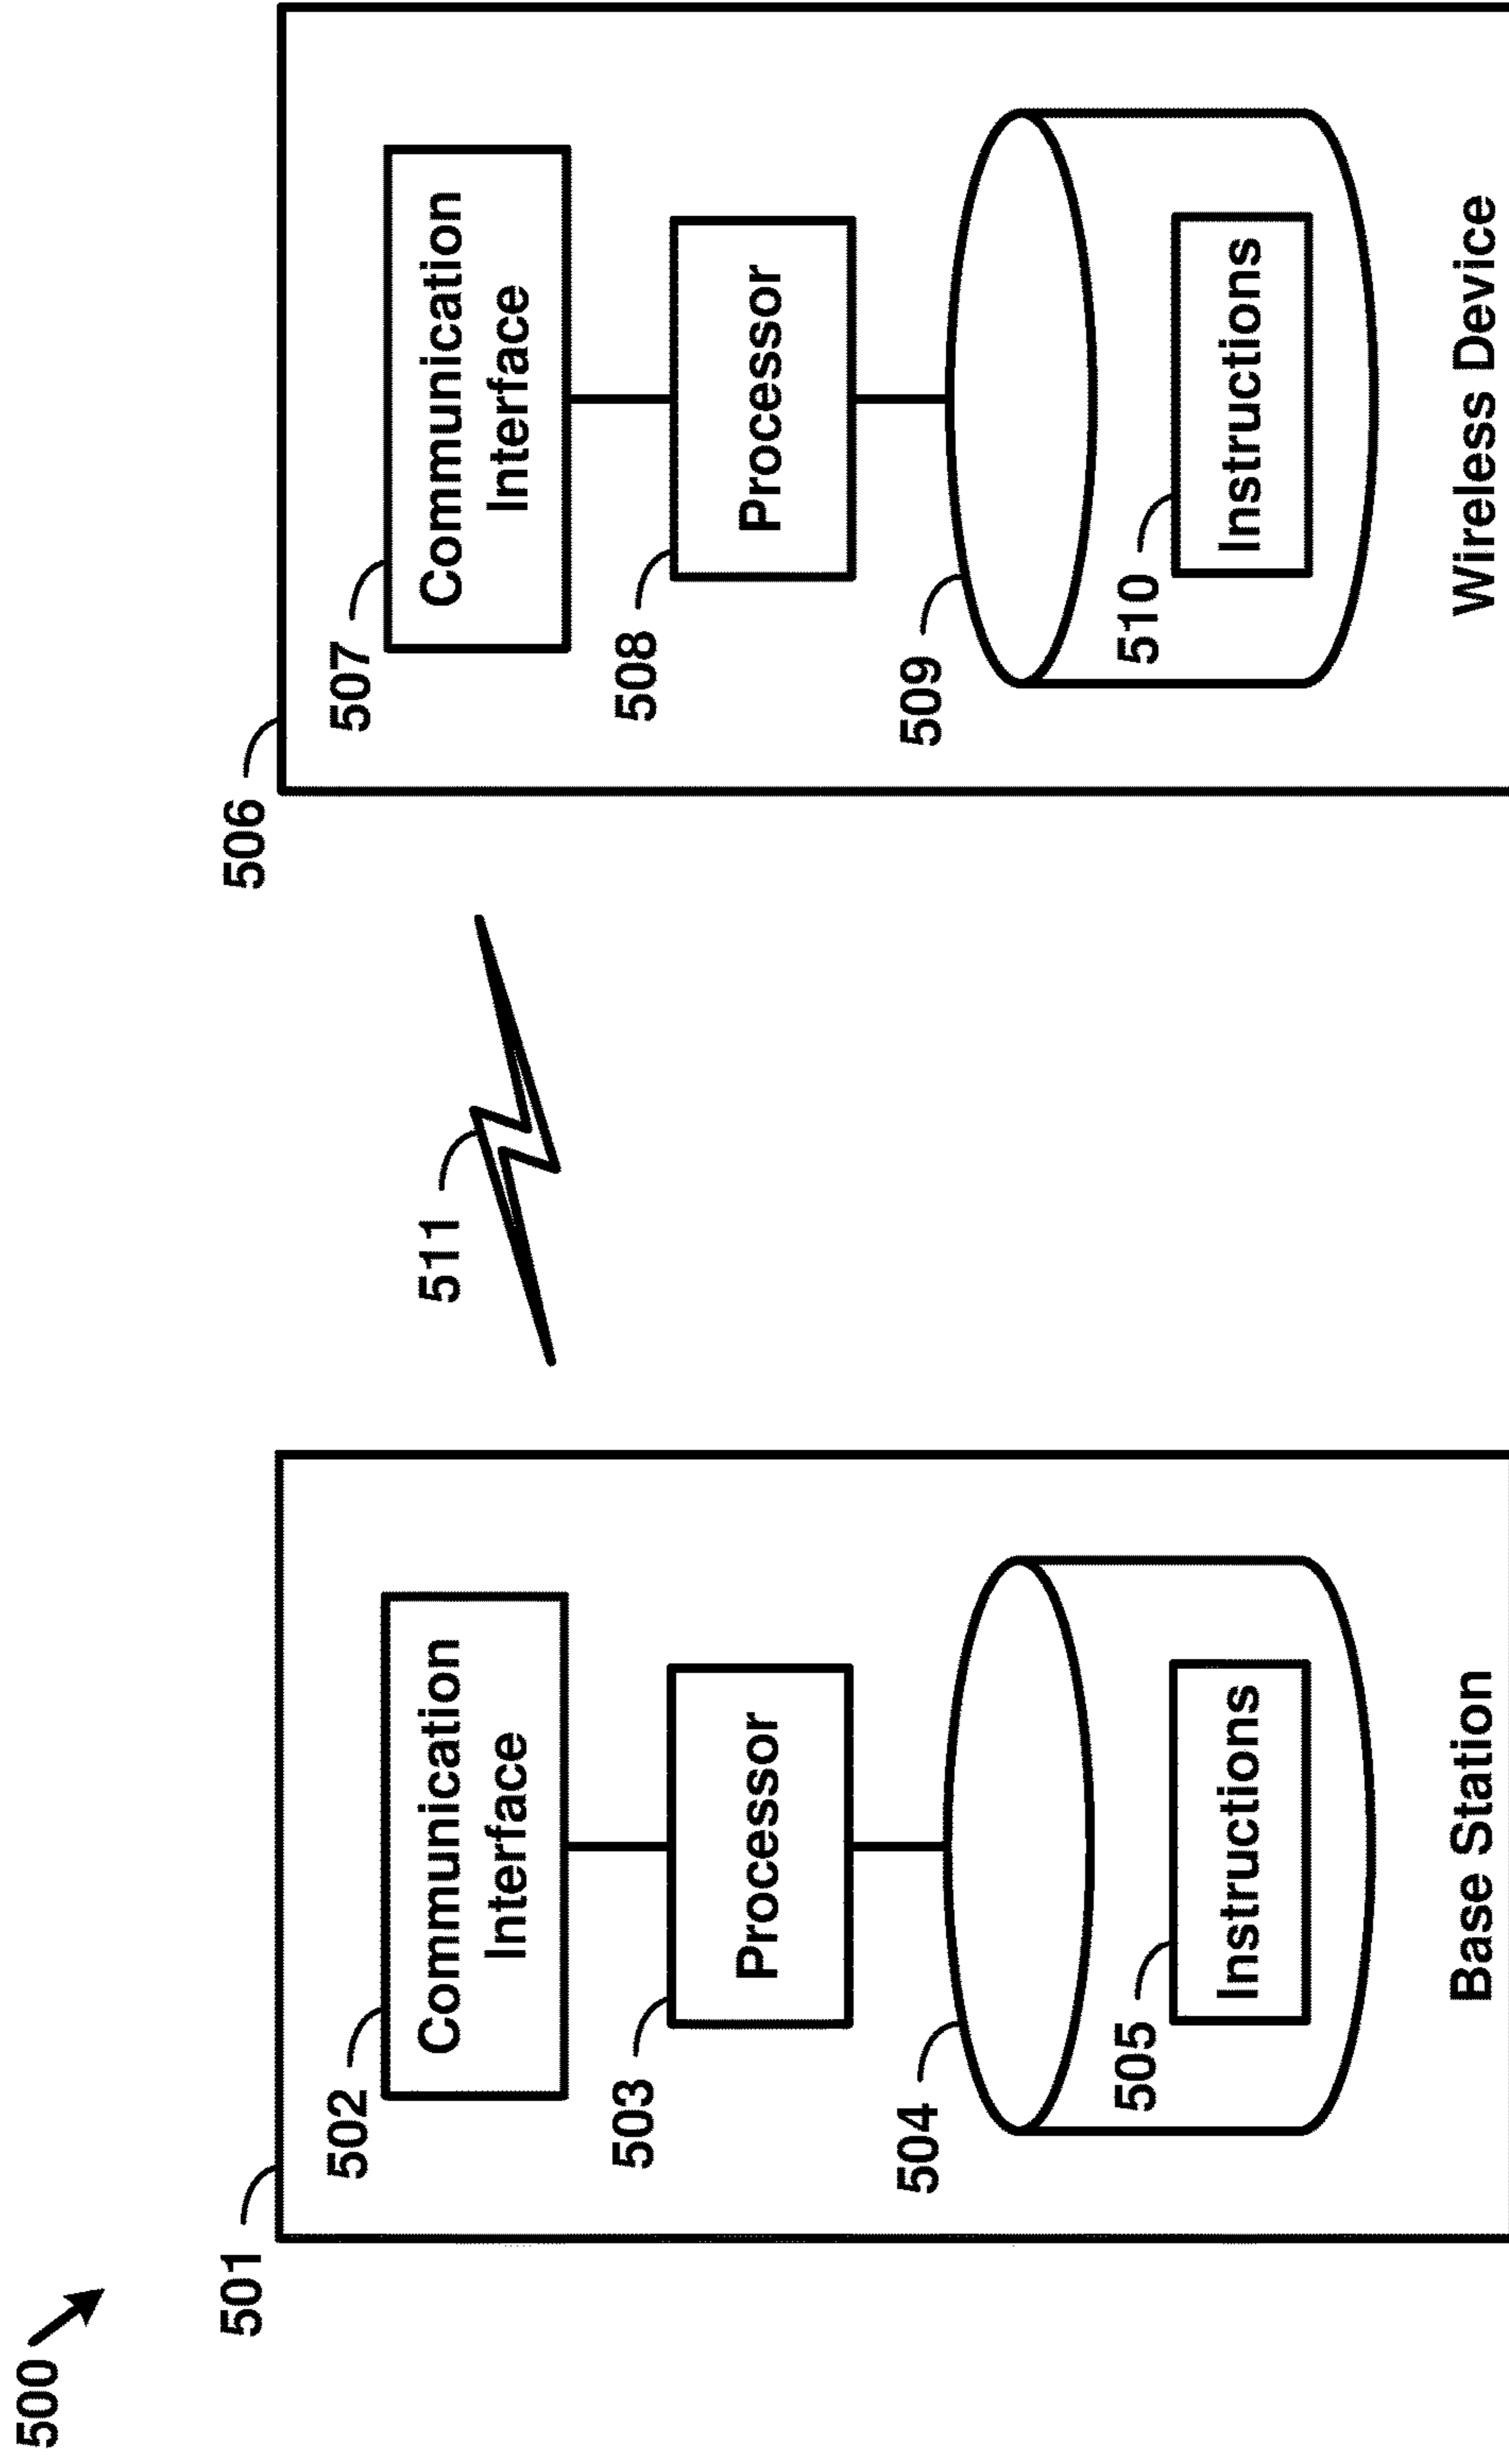 500
501
502
Communication
Interface
503
Processor
504
505
Instructions
Base Station
511
506
507
Communication
Interface
508
Processor
509
510
Instructions
Wireless Device